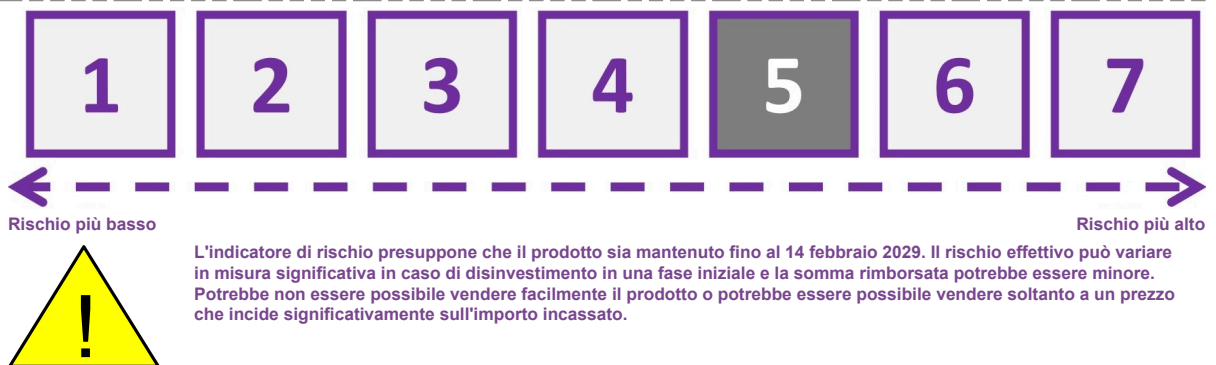 1 2 3 4 5 6 7
Rischio più basso Rischio più alto
L'indicatore di rischio presuppone che il prodotto sia mantenuto fino al 14 febbraio 2029. Il rischio effettivo può variare
in misura significativa in caso di disinvestimento in una fase iniziale e la somma rimborsata potrebbe essere minore.
Potrebbe non essere possibile vendere facilmente il prodotto o potrebbe essere possibile vendere soltanto a un prezzo
che incide significativamente sull'importo incassato.
!